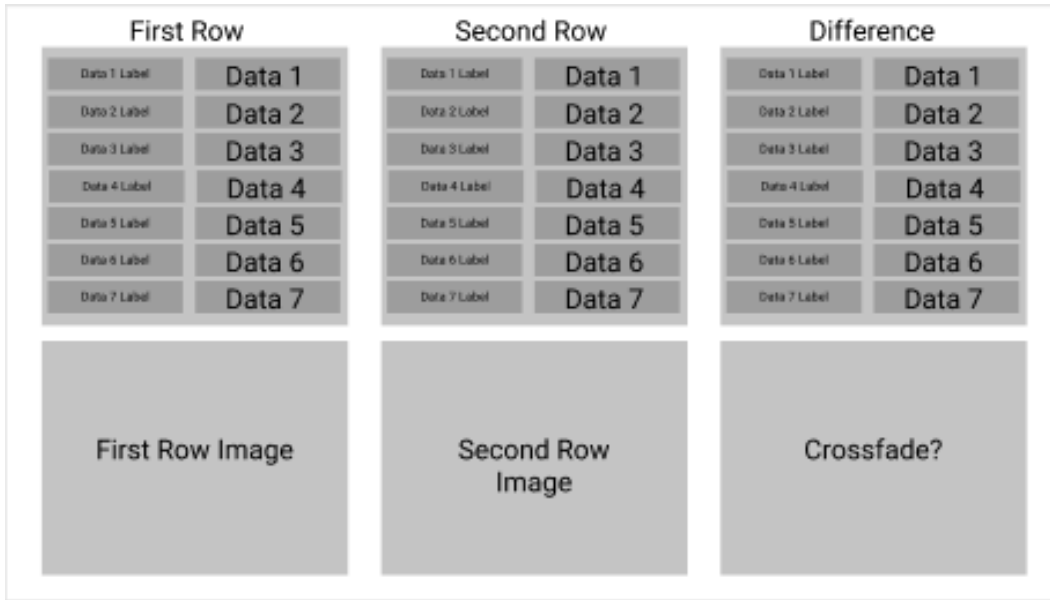 First Row
Data 1 Label Data 1
Data 2 Label Data 2
Data 3 Label Data 3
Data 4 Label Data 4
Data 5 Label Data 5
Data 6 Label Data 6
Data 7 Label Data 7
Second Row
Data 1 Label Data 1
Data 2 Label Data 2
Data 3 Label Data 3
Data 4 Label Data 4
Data 5 Label Data 5
Data 6 Label Data 6
Data 7 Label Data 7
Difference
Data 1 Label Data 1
Data 2 Label Data 2
Data 3 Label Data 3
Data 4 Label Data 4
Data 5 Label Data 5
Data 6 Label Data 6
Data 7 Label Data 7
First Row Image
Second Row
Image
Crossfade?